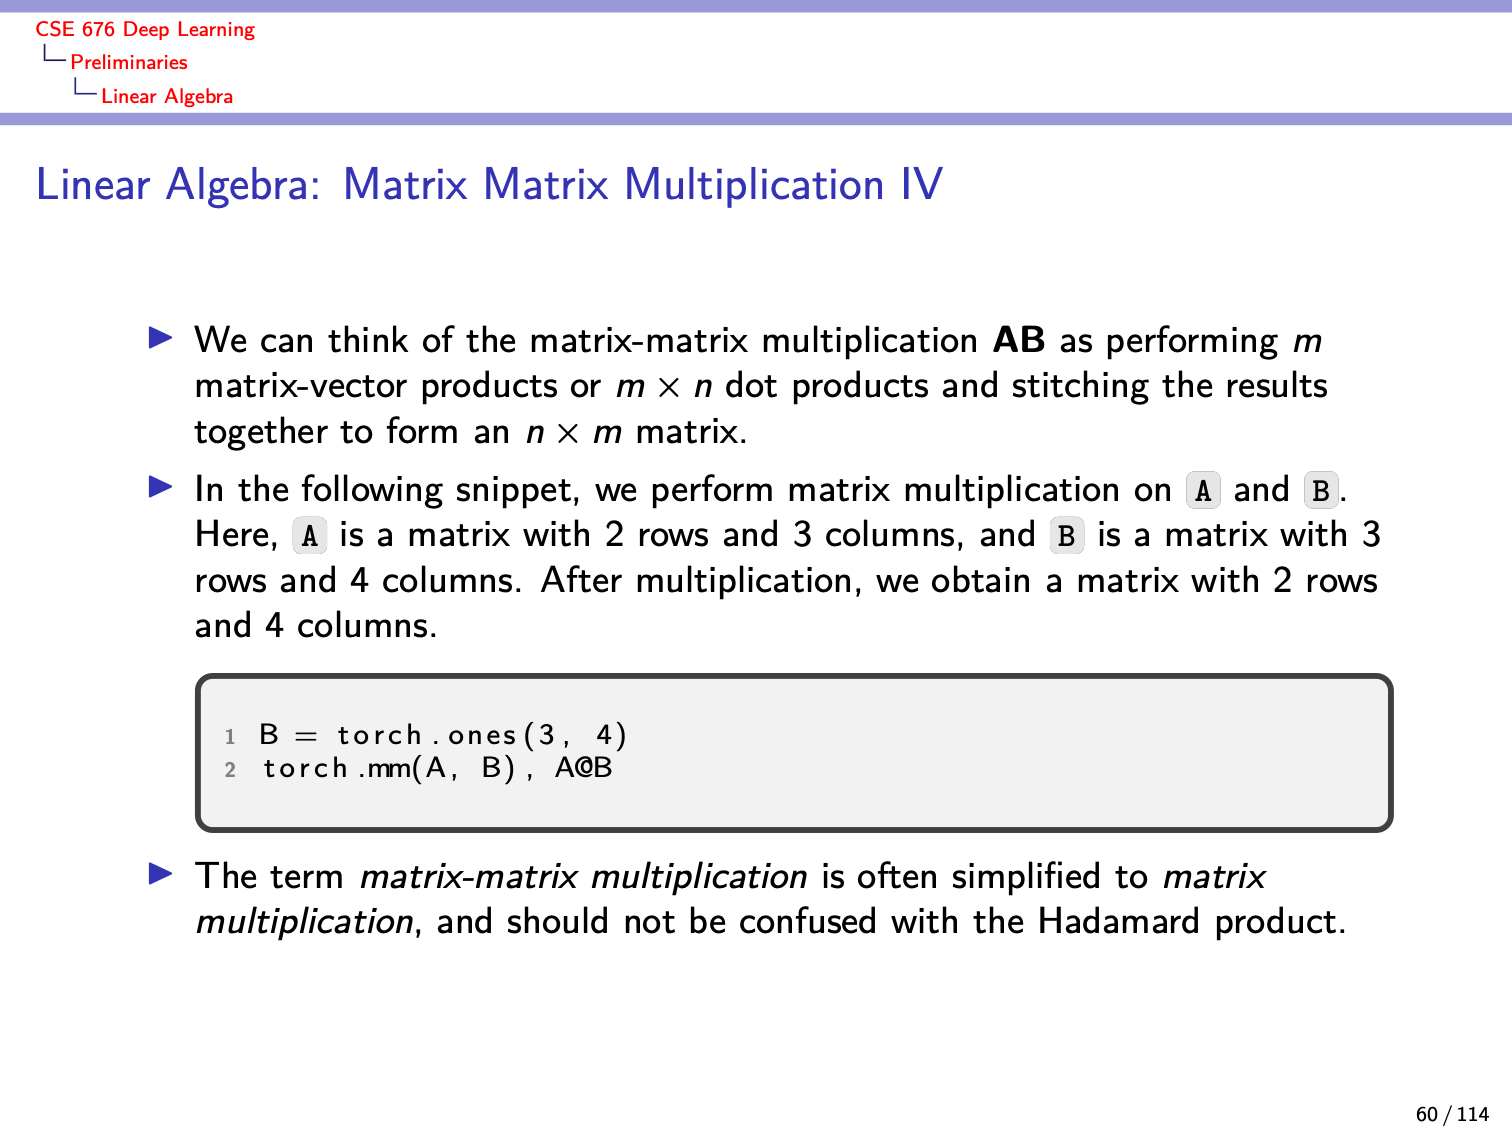 CSE 676 Deep Learning
Preliminaries
Linear Algebra
Linear Algebra: Matrix Matrix Multiplication IV
▶ We can think of the matrix-matrix multiplication AB as performing m
matrix-vector products or m × n dot products and stitching the results
together to form an n × m matrix.
▶ In the following snippet, we perform matrix multiplication on A and B.
Here, A is a matrix with 2 rows and 3 columns, and B is a matrix with 3
rows and 4 columns. After multiplication, we obtain a matrix with 2 rows
and 4 columns.
1 B = torch.ones(3, 4)
2 torch.mm(A, B), A@B
▶ The term matrix-matrix multiplication is often simplified to matrix
multiplication, and should not be confused with the Hadamard product.
60 / 114